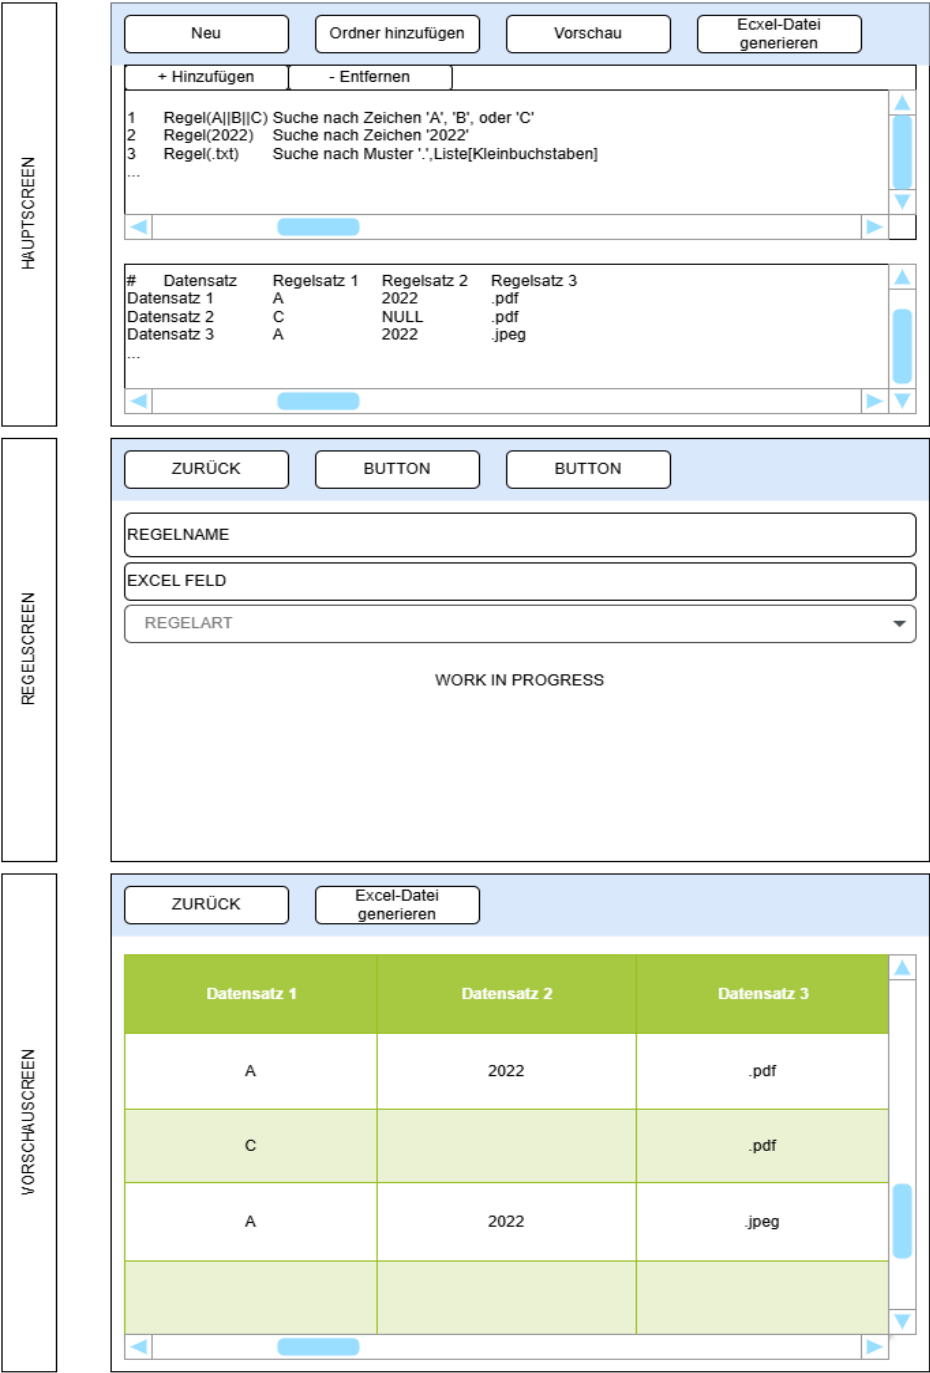 HAUPTSCREEN
Neu
Ordner hinzufügen
Vorschau
Ecxel-Datei
generieren
+ Hinzufügen
- Entfernen
1 Regel(A||B||C) Suche nach Zeichen 'A', 'B', oder 'C'
2 Regel(2022) Suche nach Zeichen '2022'
3 Regel(.txt) Suche nach Muster '.',Liste[Kleinbuchstaben]
...
# Datensatz Regelsatz 1 Regelsatz 2 Regelsatz 3
Datensatz 1 A 2022 .pdf
Datensatz 2 C NULL .pdf
Datensatz 3 A 2022 .jpeg
...
REGELSCREEN
ZURÜCK
BUTTON
BUTTON
REGELNAME
EXCEL FELD
REGELART
WORK IN PROGRESS
VORSCHAUSCREEN
ZURÜCK
Excel-Datei
generieren
Datensatz 1 Datensatz 2 Datensatz 3
A 2022 .pdf
C .pdf
A 2022 .jpeg